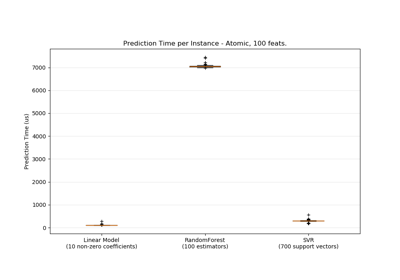 Prediction Time per Instance - Atomic, 100 feats.
Prediction Time (us)
7000
6000
5000
4000
3000
2000
1000
0
Linear Model
(10 non-zero coefficients)
RandomForest
(100 estimators)
SVR
(700 support vectors)